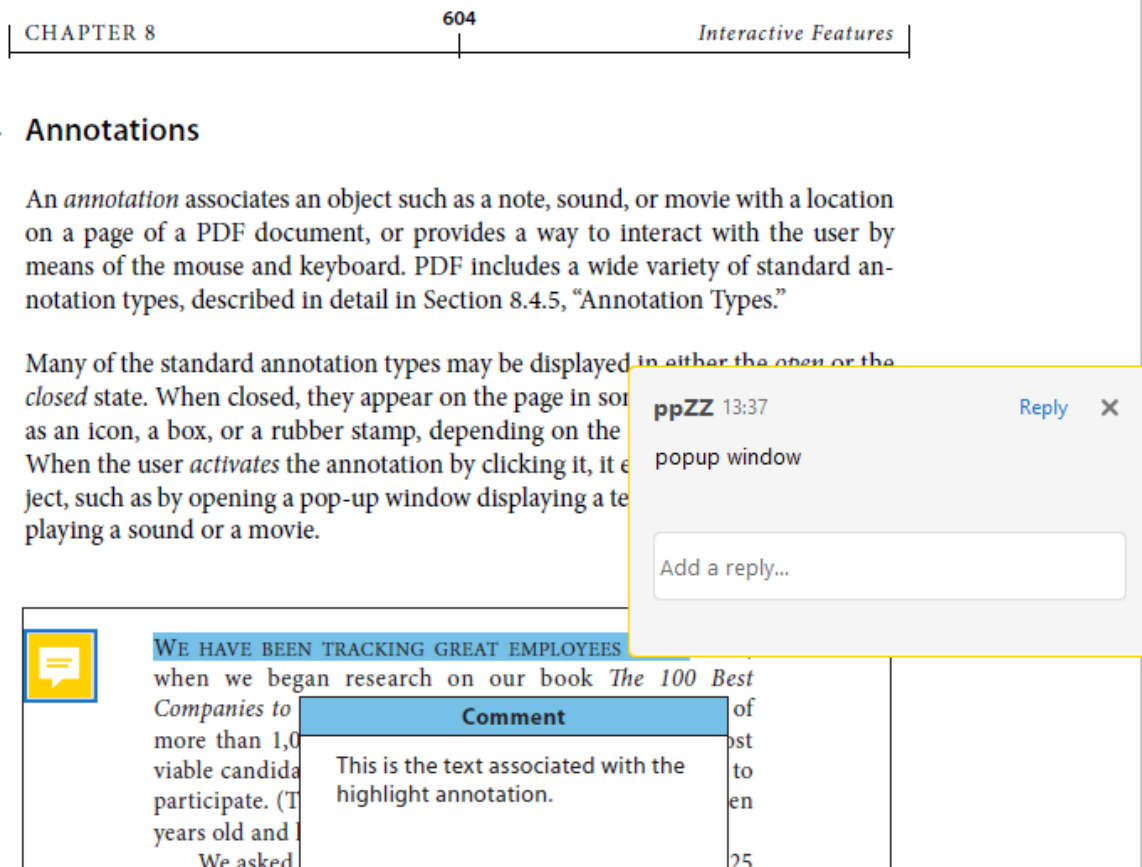 CHAPTER 8
604
Interactive Features
Annotations
An annotation associates an object such as a note, sound, or movie with a location
on a page of a PDF document, or provides a way to interact with the user by
means of the mouse and keyboard. PDF includes a wide variety of standard an-
notation types, described in detail in Section 8.4.5, “Annotation Types.”
Many of the standard annotation types may be displayed in either the open or the
closed state. When closed, they appear on the page in
as an icon, a box, or a rubber stamp, depending on the
When the user activates the annotation by clicking it, it
ject, such as by opening a pop-up window displaying a
playing a sound or a movie.
ppZZ 13:37
Reply
popup window
Add a reply...
WE HAVE BEEN TRACKING GREAT EMPLOYEES
when we began research on our book The 100 Best
Companies to of
more than
viable to
participate.
years old and
We asked 25
Comment
This is the text associated with the
highlight annotation.